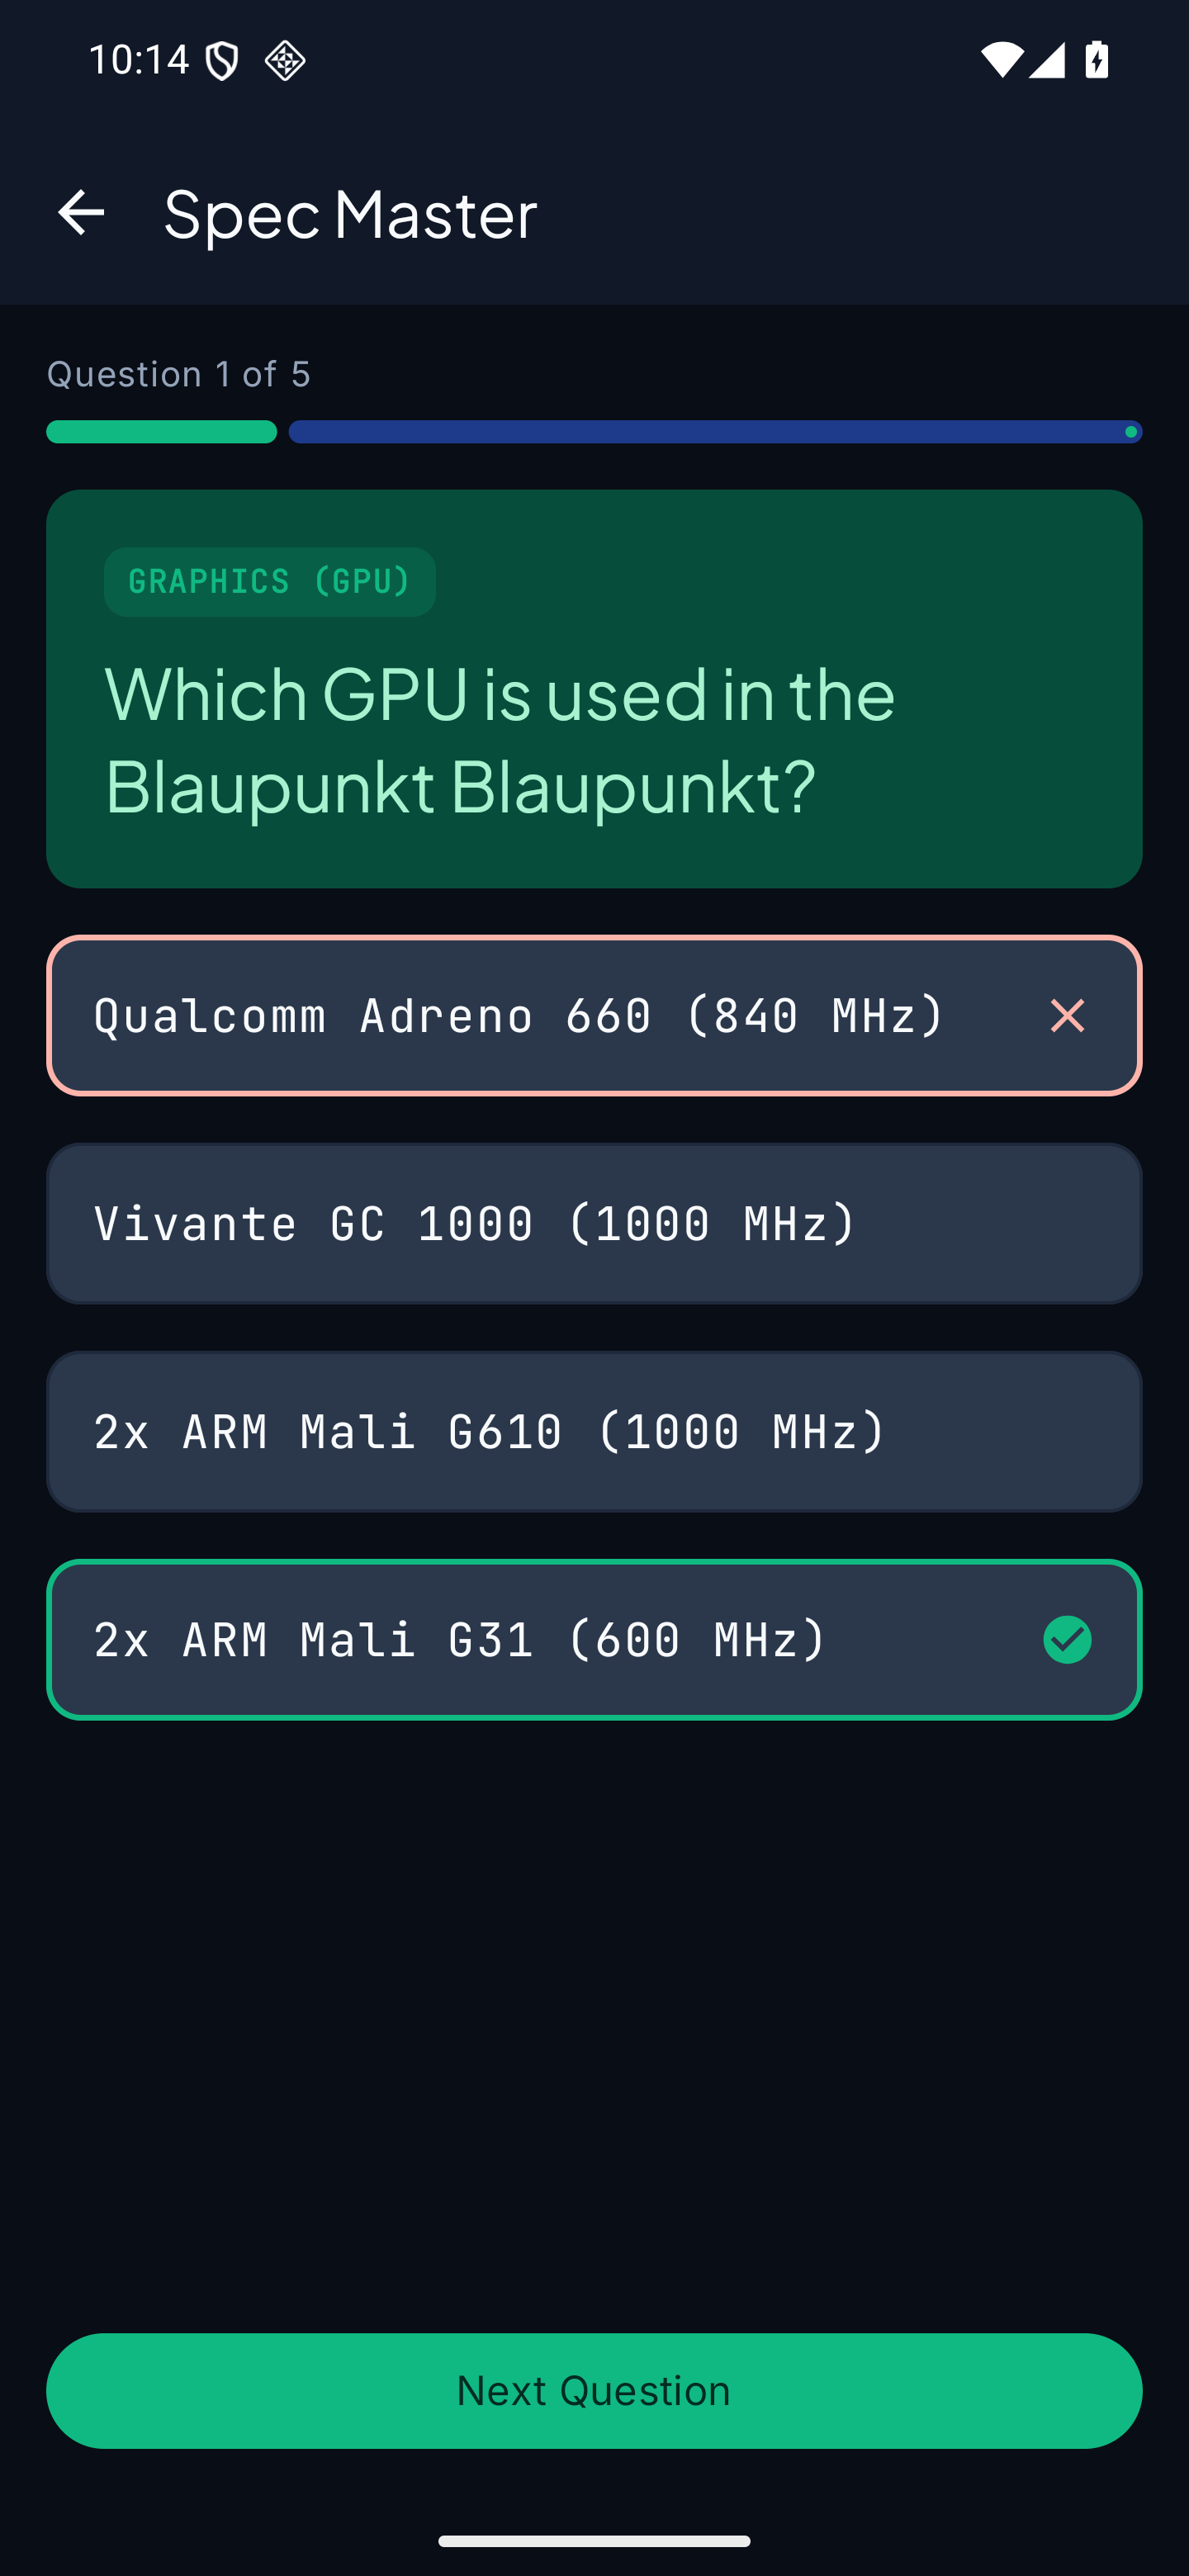 10:14
Spec Master
Question 1 of 5
GRAPHICS (GPU)
Which GPU is used in the
Blaupunkt Blaupunkt?
Qualcomm Adreno 660 (840 MHz)
Vivante GC 1000 (1000 MHz)
2x ARM Mali G610 (1000 MHz)
2x ARM Mali G31 (600 MHz)
Next Question